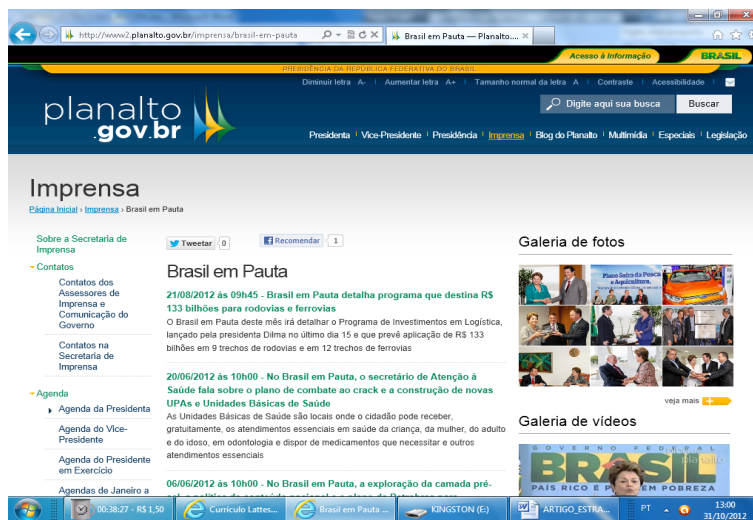 http://www2.planalto.gov.br/imprensa/brasil-em-pauta
Brasil em Pauta — Planalto....
Acesso à Informação
BRASIL
PRESIDÊNCIA DA REPÚBLICA FEDERATIVA DO BRASIL
Diminuir letra A- Aumentar letra A+ Tamanho normal da letra A Contraste Acessibilidade
planalto
.gov.br
Digite aqui sua busca
Buscar
Presidenta Vice-Presidente Presidência Imprensa Blog do Planalto Multimídia Especiais Legislação
Imprensa
Página Inicial › Imprensa › Brasil em Pauta
Sobre a Secretaria de
Imprensa
Contatos
Contatos dos
Assessores de
Imprensa e
Comunicação do
Governo
Contatos na
Secretaria de
Imprensa
Agenda
Agenda da Presidenta
Agenda do Vice-
Presidente
Agenda do Presidente
em Exercício
Agendas de Janeiro a
Tweetar 0
Recomendar 1
Brasil em Pauta
21/08/2012 às 09h45 - Brasil em Pauta detalha programa que destina R$
133 bilhões para rodovias e ferrovias
O Brasil em Pauta deste mês irá detalhar o Programa de Investimentos em Logística,
lançado pela presidenta Dilma no último dia 15 e que prevê aplicação de R$ 133
bilhões em 9 trechos de rodovias e em 12 trechos de ferrovias
20/06/2012 às 10h00 - No Brasil em Pauta, o secretário de Atenção à
Saúde fala sobre o plano de combate ao crack e a construção de novas
UPAs e Unidades Básicas de Saúde
As Unidades Básicas de Saúde são locais onde o cidadão pode receber,
gratuitamente, os atendimentos essenciais em saúde da criança, da mulher, do adulto
e do idoso, em odontologia e dispor de medicamentos que necessitar e outros
atendimentos essenciais
06/06/2012 às 10h00 - No Brasil em Pauta, a exploração da camada pré-
Galeria de fotos
Plano Safra da Pesca
e Aquicultura.
veja mais
Galeria de vídeos
GOVERNO FEDERAL
BRASIL
planalto
PAÍS RICO É POBREZA
00:38:27 - R$ 1,50
Currículo Lattes...
Brasil em Pauta ...
KINGSTON (E:)
ARTIGO_ESTRA...
PT
13:00
31/10/2012